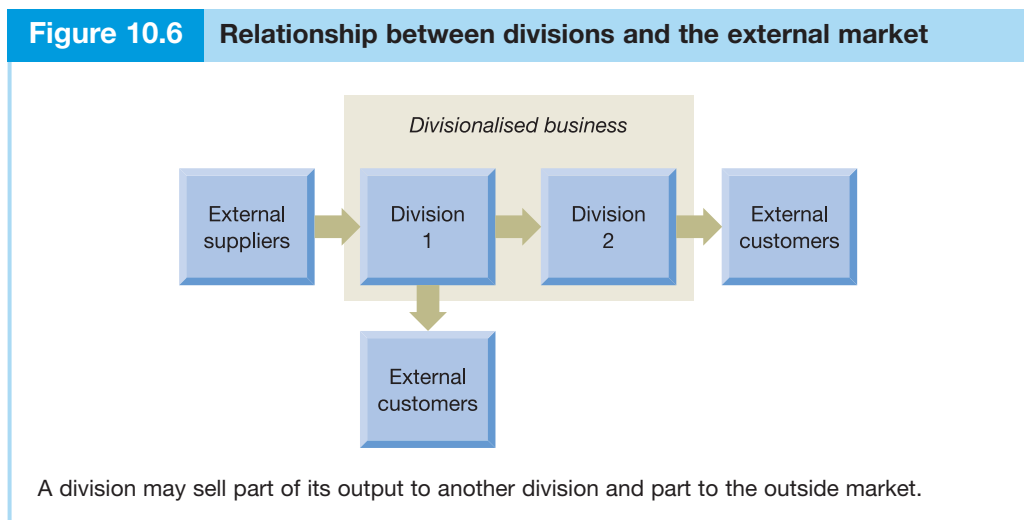 Figure 10.6 Relationship between divisions and the external market
Divisionalised business
External
suppliers
Division
1
Division
2
External
customers
External
customers
A division may sell part of its output to another division and part to the outside market.